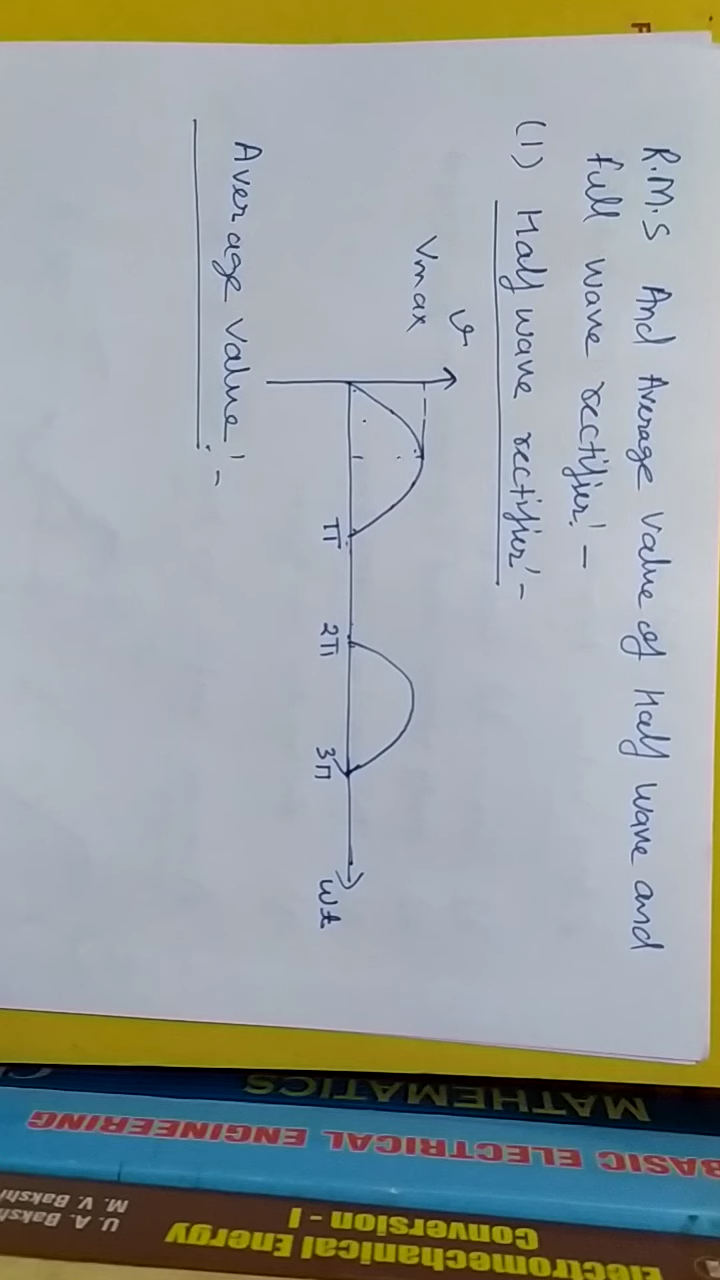 R.M.S And Average Value of Half Wave and
full wave rectifier:-
(1) Half wave rectifier:-
v
Vmax
π
2π
3π
wt
Average value:-
MATHEMATICS
BASIC ELECTRICAL ENGINEERING
Electromechanical Energy
Conversion - I
U. A. Bakshi
M. V. Bakshi